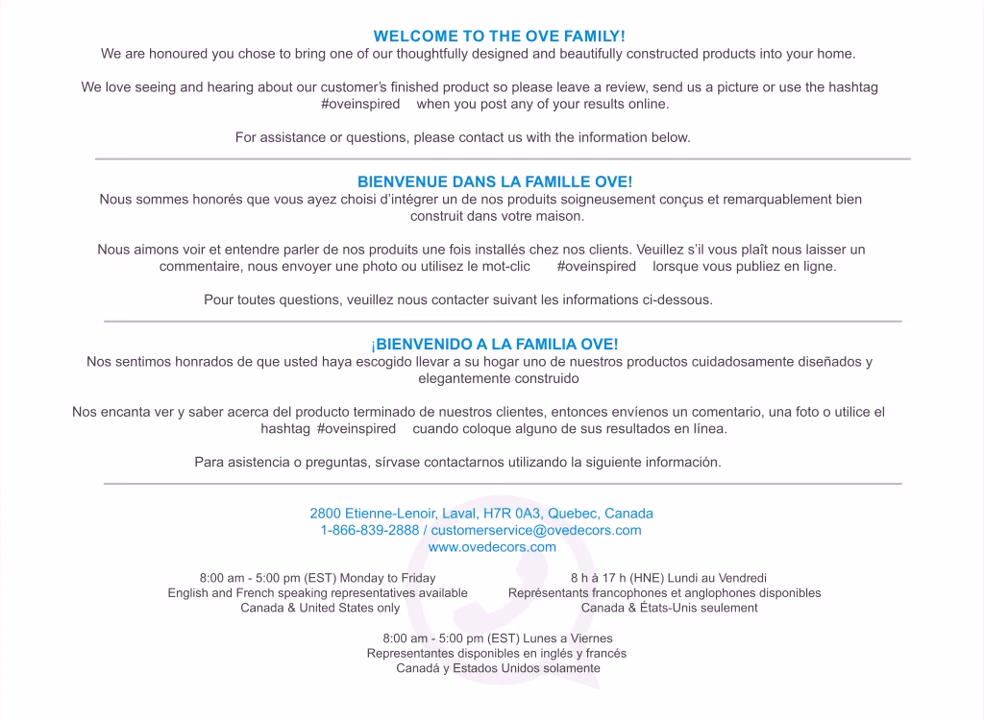 WELCOME TO THE OVE FAMILY!
We are honoured you chose to bring one of our thoughtfully designed and beautifully constructed products into your home.
We love seeing and hearing about our customer's finished product so please leave a review, send us a picture or use the hashtag
#oveinspired when you post any of your results online.
For assistance or questions, please contact us with the information below.
BIENVENUE DANS LA FAMILLE OVE!
Nous sommes honorés que vous ayez choisi d'intégrer un de nos produits soigneusement conçus et remarquablement bien
construit dans votre maison.
Nous aimons voir et entendre parler de nos produits une fois installés chez nos clients. Veuillez s'il vous plaît nous laisser un
commentaire, nous envoyer une photo ou utilisez le mot-clic #oveinspired lorsque vous publiez en ligne.
Pour toutes questions, veuillez nous contacter suivant les informations ci-dessous.
¡BIENVENIDO A LA FAMILIA OVE!
Nos sentimos honrados de que usted haya escogido llevar a su hogar uno de nuestros productos cuidadosamente diseñados y
elegantemente construido
Nos encanta ver y saber acerca del producto terminado de nuestros clientes, entonces envíenos un comentario, una foto o utilice el
hashtag #oveinspired cuando coloque alguno de sus resultados en línea.
Para asistencia o preguntas, sírvase contactarnos utilizando la siguiente información.
2800 Etienne-Lenoir, Laval, H7R 0A3, Quebec, Canada
1-866-839-2888 / customerservice@ovedecors.com
www.ovedecors.com
8:00 am - 5:00 pm (EST) Monday to Friday
English and French speaking representatives available
Canada & United States only
8 h à 17 h (HNE) Lundi au Vendredi
Représentants francophones et anglophones disponibles
Canada & États-Unis seulement
8:00 am - 5:00 pm (EST) Lunes a Viernes
Representantes disponibles en inglés y francés
Canadá y Estados Unidos solamente